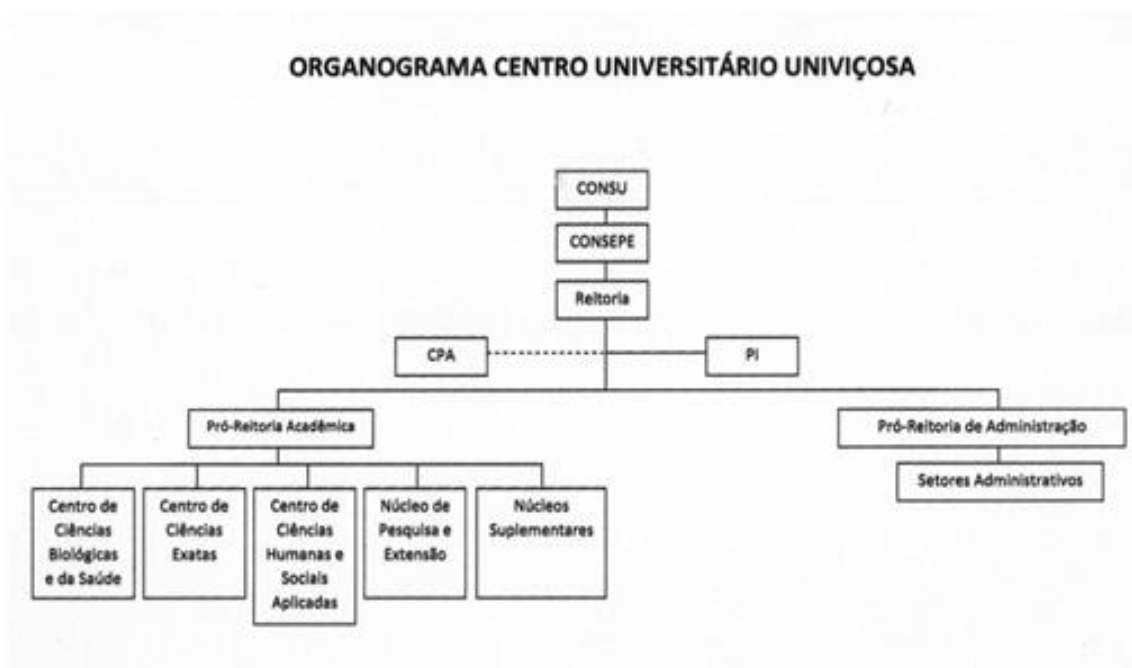 ORGANOGRAMA CENTRO UNIVERSITÁRIO UNIVIÇOSA
CONSU
CONSEPE
Reitoria
CPA
PI
Pró-Reitoria Acadêmica
Pró-Reitoria de Administração
Setores Administrativos
Centro de
Ciências
Biológicas
e da Saúde
Centro de
Ciências
Exatas
Centro de
Ciências
Humanas e
Sociais
Aplicadas
Núcleo de
Pesquisa e
Extensão
Núcleos
Suplementares